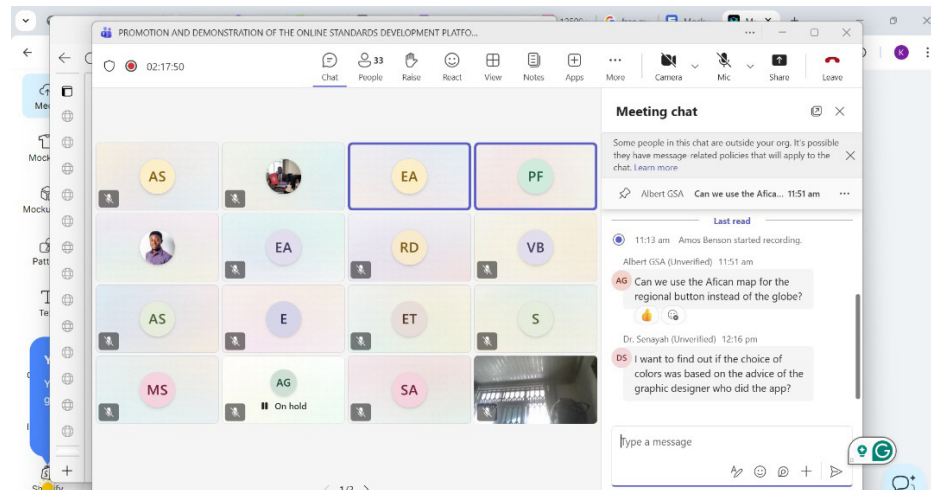 PROMOTION AND DEMONSTRATION OF THE ONLINE STANDARDS DEVELOPMENT PLATFO...
02:17:50
Chat
33
People
Raise
React
View
Notes
Apps
More
Camera
Mic
Share
Leave
K
Mock
Mocku
Patt
AS
EA
PF
EA
RD
VB
AS
E
ET
S
MS
AG
On hold
SA
1/3
Meeting chat
Some people in this chat are outside your org. It's possible
they have message-related policies that will apply to the
chat. Learn more
Albert GSA Can we use the Afica... 11:51 am
Last read
11:13 am Amos Benson started recording.
Albert GSA (Unverified) 11:51 am
AG
Can we use the Afican map for the
regional button instead of the globe?
Dr. Senayah (Unverified) 12:16 pm
DS
I want to find out if the choice of
colors was based on the advice of the
graphic designer who did the app?
Type a message